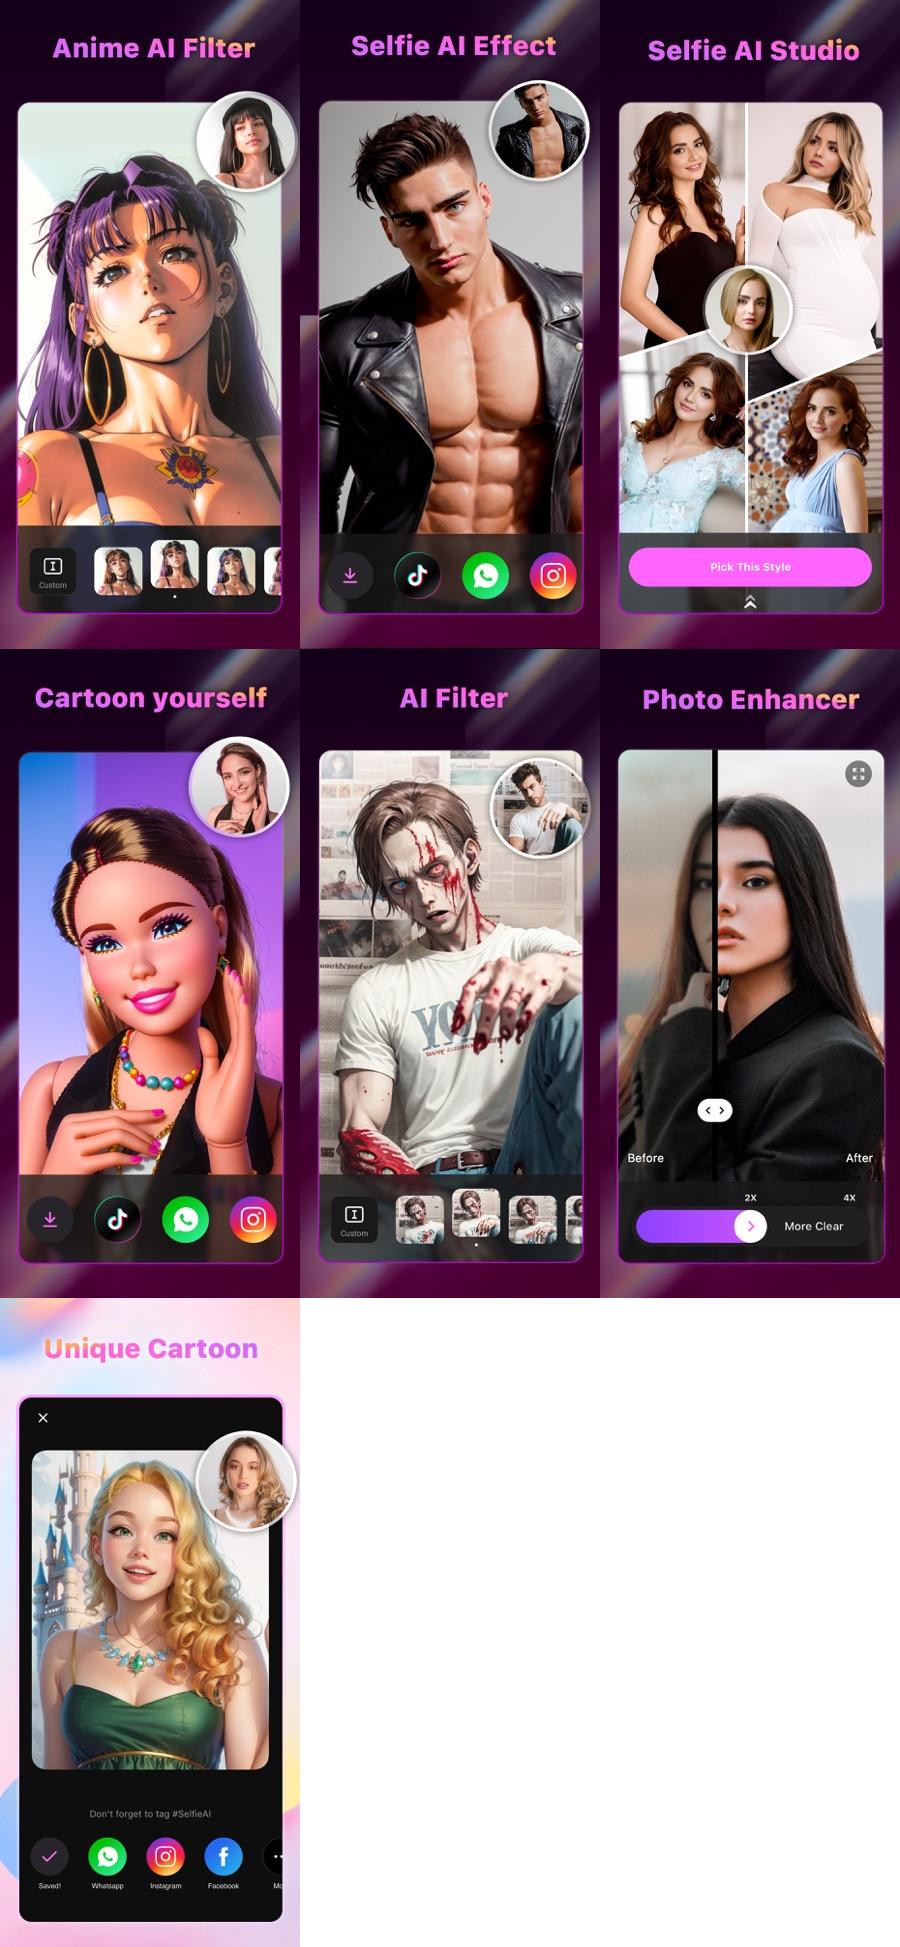 Anime AI Filter
Custom
Selfie AI Effect
Selfie AI Studio
Pick This Style
Cartoon yourself
AI Filter
Custom
Photo Enhancer
Before
After
2X
4X
More Clear
Unique Cartoon
Don't forget to tag #SelfieAI
Saved!
Whatsapp
Instagram
Facebook